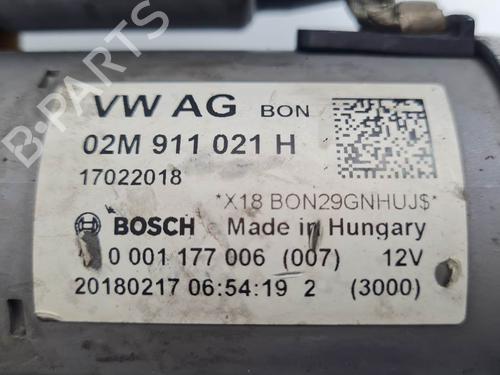 VW AG BON
02M 911 021 H
17022018
*X18 BON29GNHUJ$*
BOSCH Made in Hungary
0 001 177 006 (007) 12V
20180217 06:54:19 2 (3000)
B-PARTS